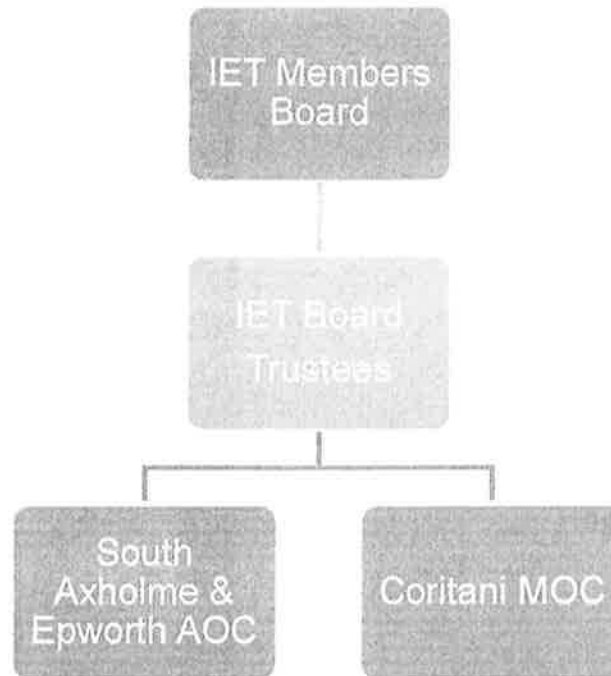 IET Members
Board
IET Board
Trustees
South
Axholme &
Epworth AOC
Coritani MOC